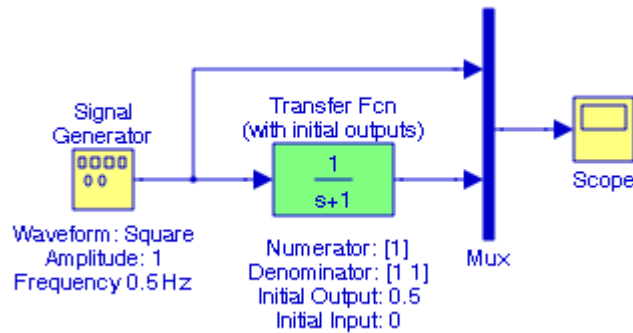 Signal
Generator
Waveform: Square
Amplitude: 1
Frequency 0.5 Hz
Transfer Fcn
(with initial outputs)
1
s+1
Numerator: [1]
Denominator: [1 1]
Initial Output: 0.5
Initial Input: 0
Mux
Scope